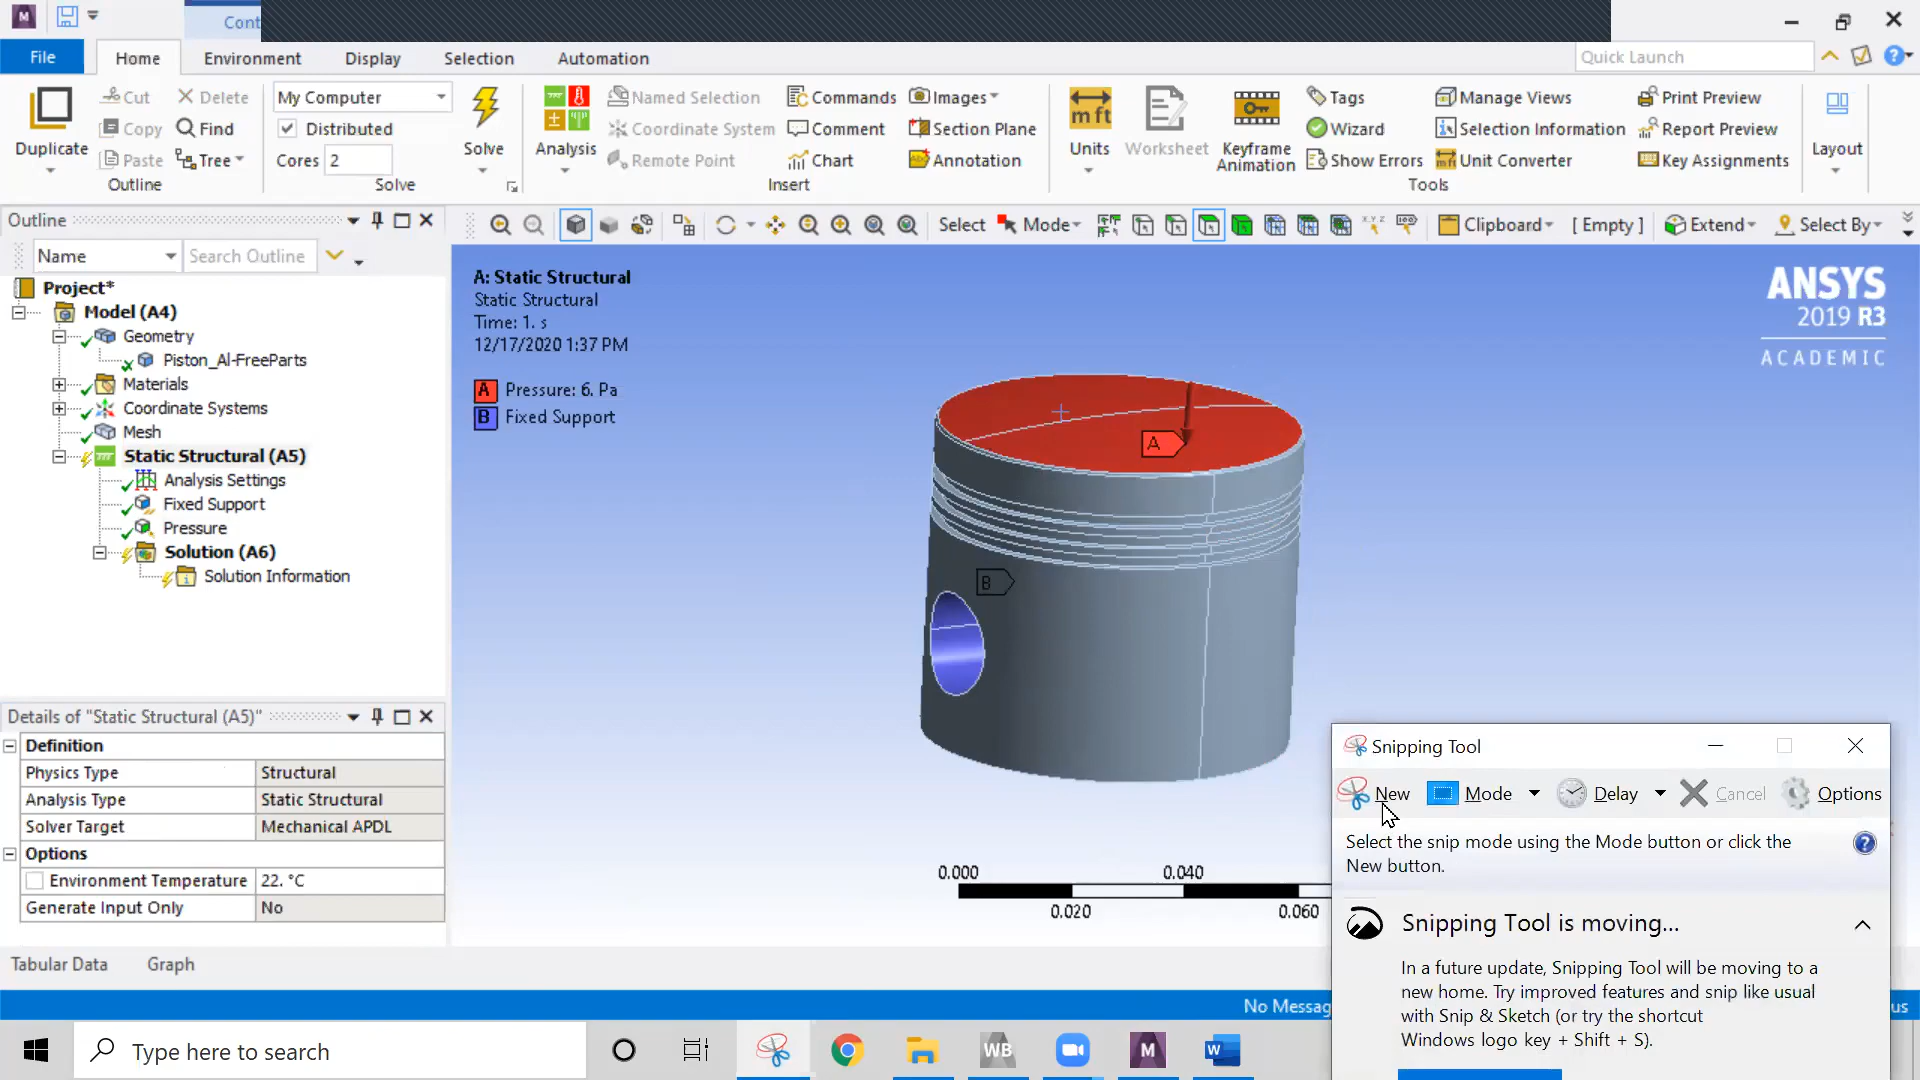 M
Cont
File
Home
Environment
Display
Selection
Automation
Quick Launch
Duplicate
Cut
Copy
Paste
Delete
Find
Tree
Outline
My Computer
Distributed
Cores 2
Solve
Solve
Analysis
Named Selection
Coordinate System
Remote Point
Commands
Comment
Chart
Images
Section Plane
Annotation
Insert
mft
Units
Worksheet
Keyframe
Animation
Tags
Wizard
Show Errors
Manage Views
Selection Information
Unit Converter
Tools
Print Preview
Report Preview
Key Assignments
Layout
Outline
Name
Search Outline
Select
Mode
Clipboard
[ Empty ]
Extend
Select By
Project*
Model (A4)
Geometry
Piston_Al-FreeParts
Materials
Coordinate Systems
Mesh
Static Structural (A5)
Analysis Settings
Fixed Support
Pressure
Solution (A6)
Solution Information
A: Static Structural
Static Structural
Time: 1. s
12/17/2020 1:37 PM
A Pressure: 6. Pa
B Fixed Support
ANSYS
2019 R3
ACADEMIC
A
B
0.000
0.040
0.020
0.060
Details of "Static Structural (A5)"
Definition
Physics Type Structural
Analysis Type Static Structural
Solver Target Mechanical APDL
Options
Environment Temperature 22. °C
Generate Input Only No
Tabular Data
Graph
No Messag
us
Snipping Tool
New
Mode
Delay
Cancel
Options
Select the snip mode using the Mode button or click the
New button.
Snipping Tool is moving...
In a future update, Snipping Tool will be moving to a
new home. Try improved features and snip like usual
with Snip & Sketch (or try the shortcut
Windows logo key + Shift + S).
Type here to search
WB
M
W